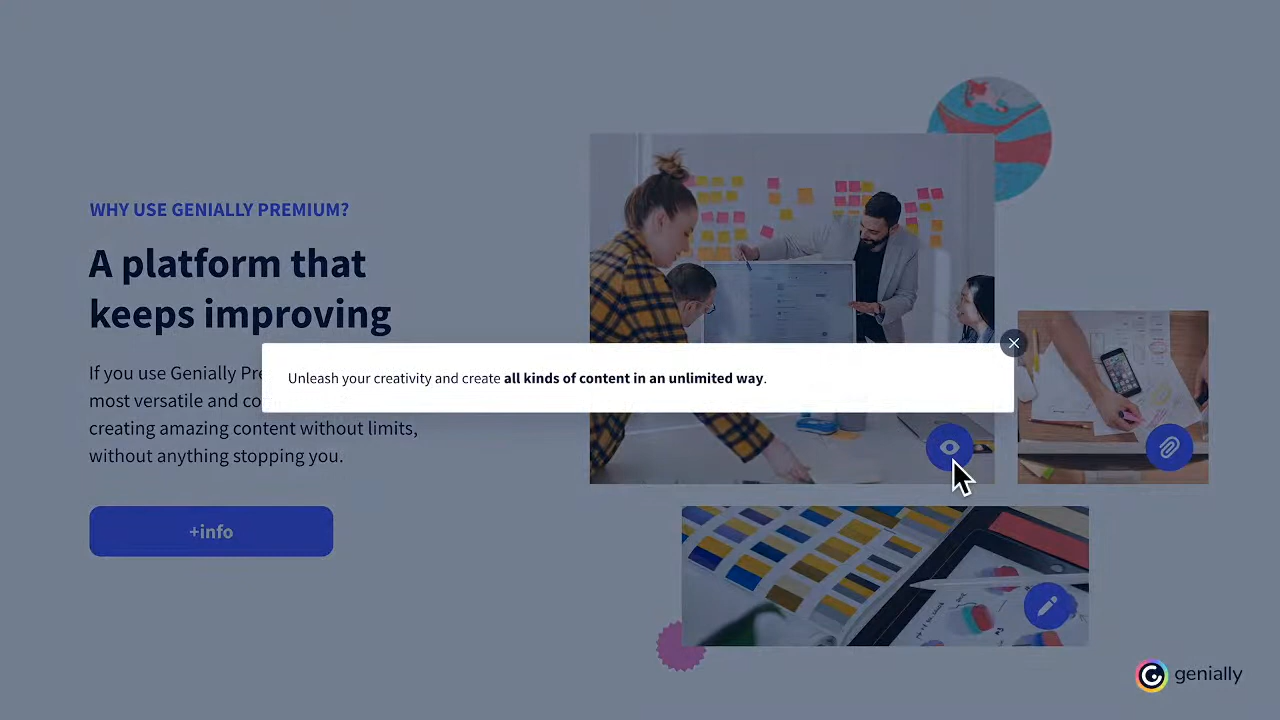 WHY USE GENIALLY PREMIUM?
A platform that
keeps improving
If you use Genially Pre
most versatile and co
creating amazing content without limits,
without anything stopping you.
+info
Unleash your creativity and create all kinds of content in an unlimited way.
genially